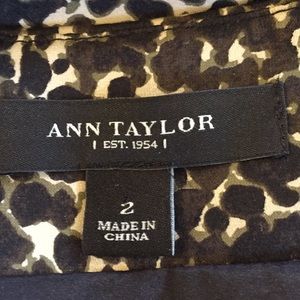 ANN TAYLOR
EST. 1954
2
MADE IN
CHINA